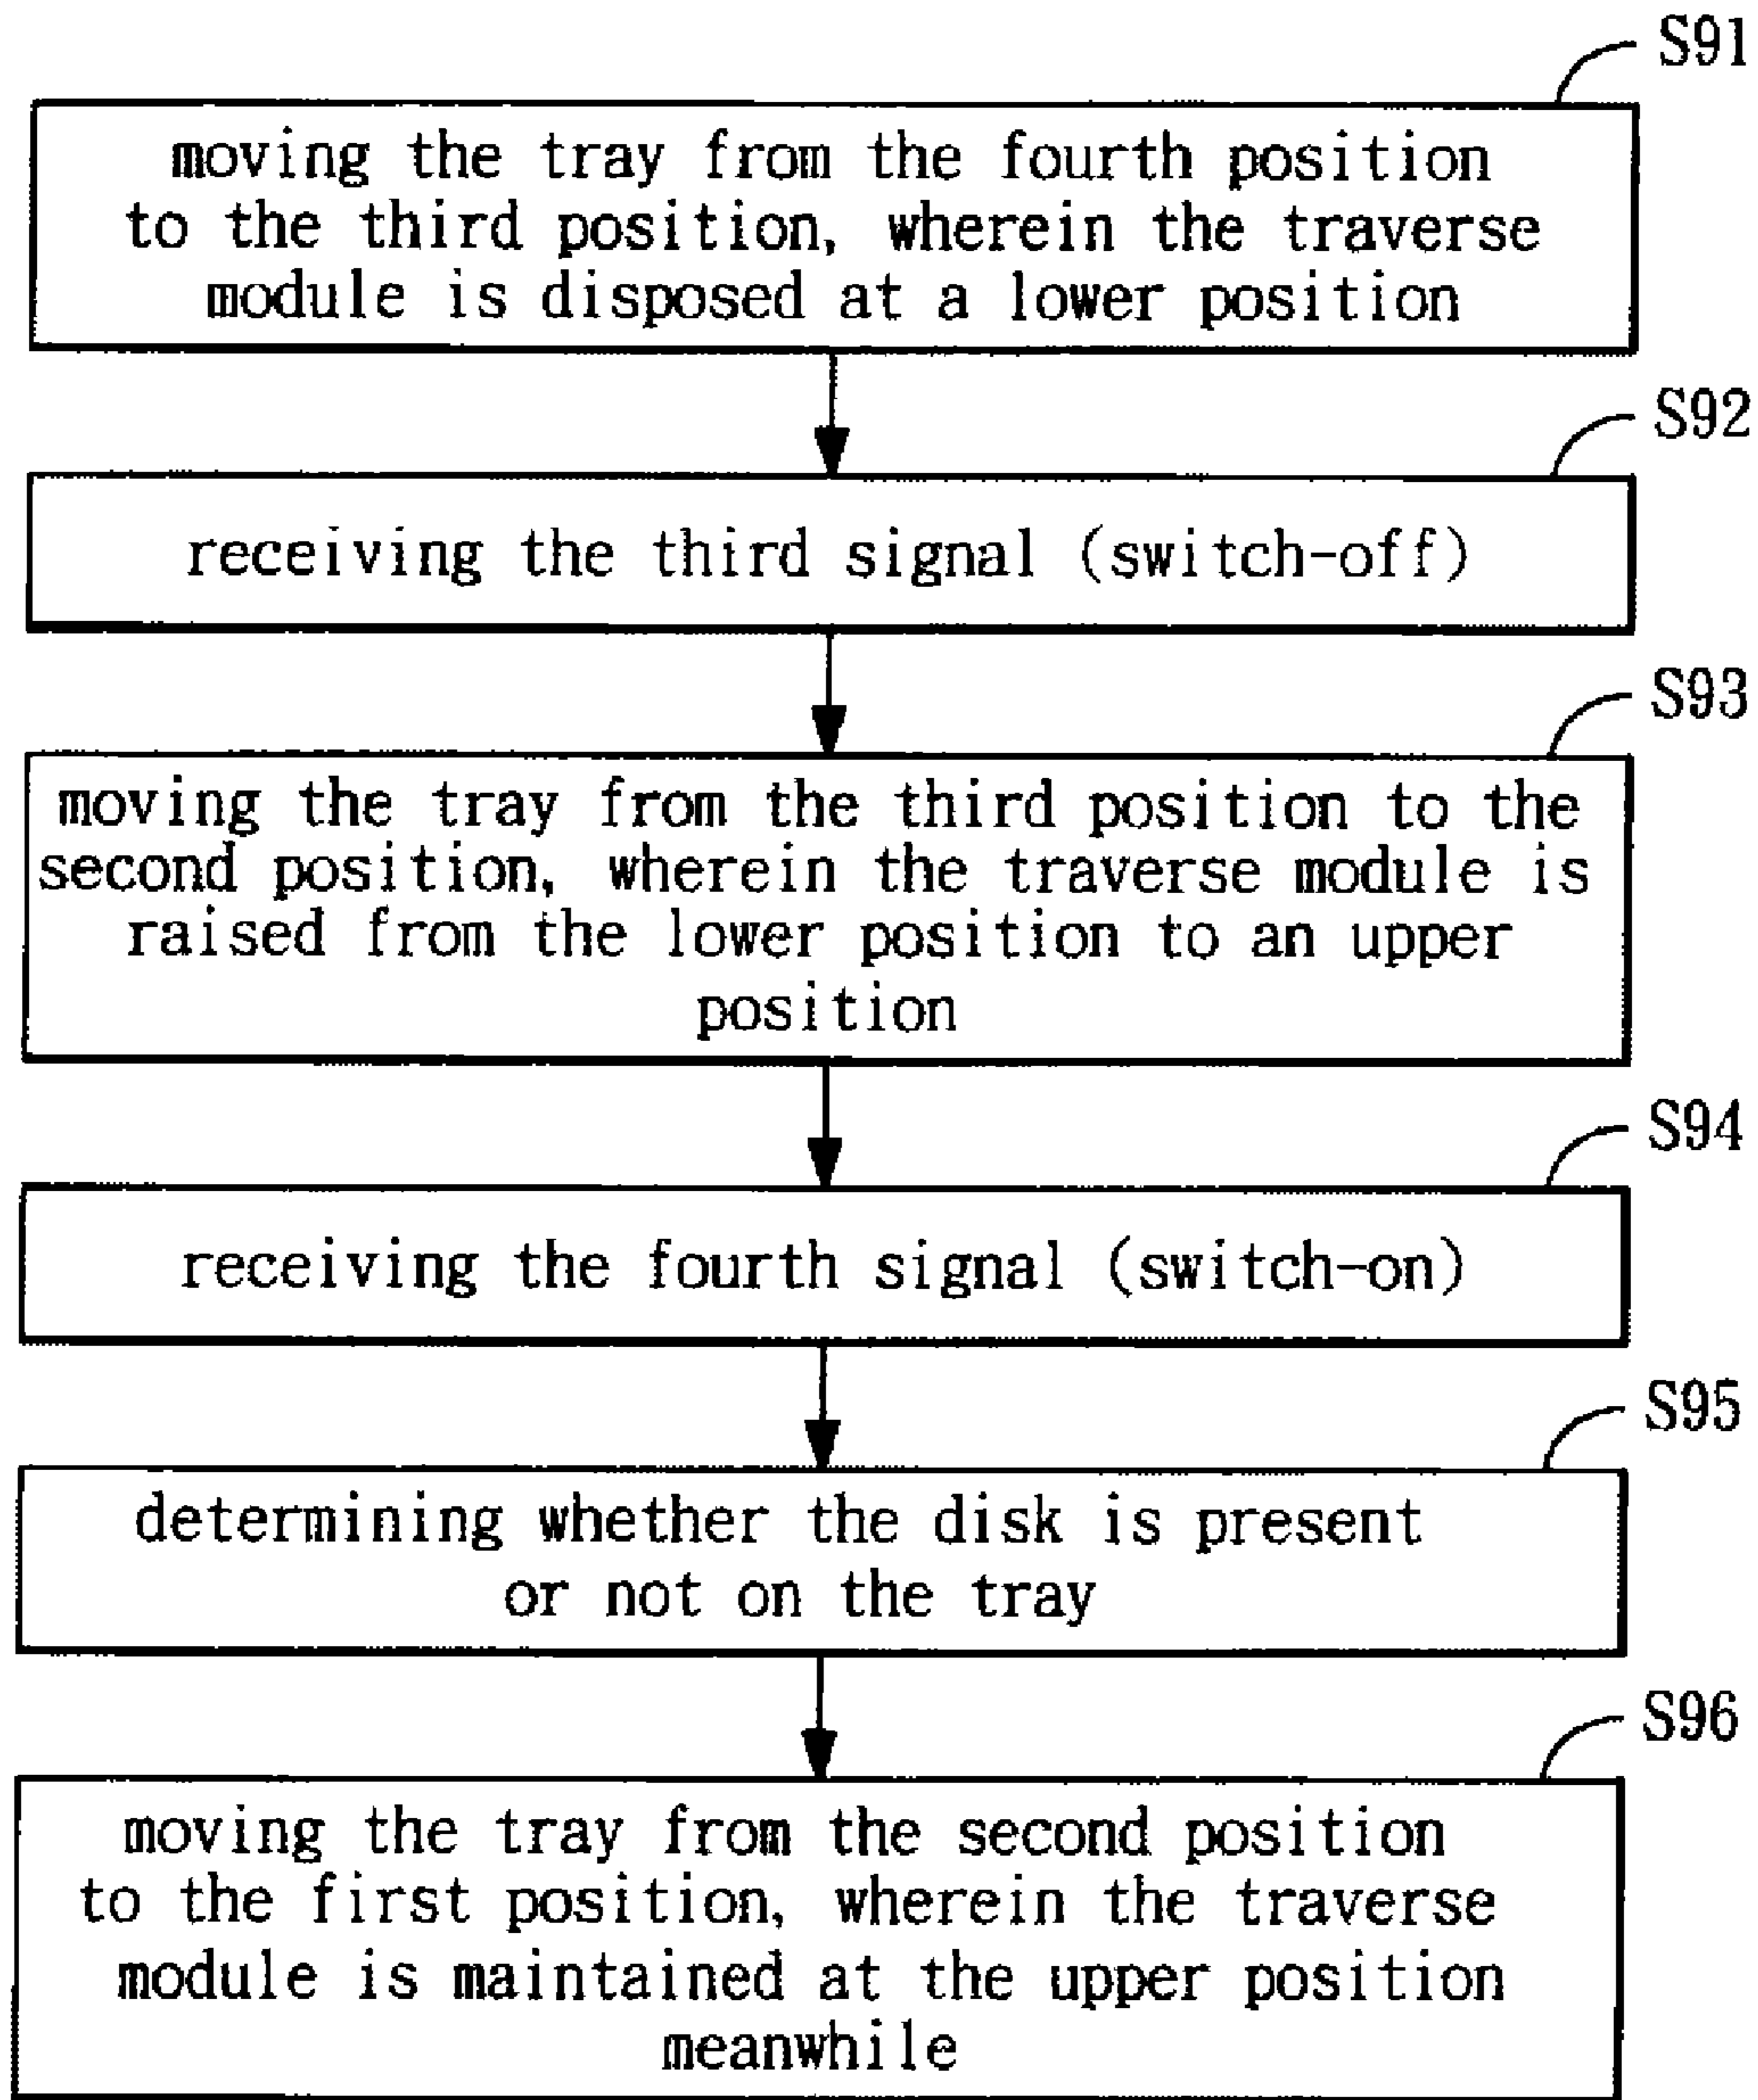 S91
moving the tray from the fourth position
to the third position, wherein the traverse
module is disposed at a lower position
S92
receiving the third signal (switch-off)
S93
moving the tray from the third position to the
second position, wherein the traverse module is
raised from the lower position to an upper
position
S94
receiving the fourth signal (switch-on)
S95
determining whether the disk is present
or not on the tray
S96
moving the tray from the second position
to the first position, wherein the traverse
module is maintained at the upper position
meanwhile